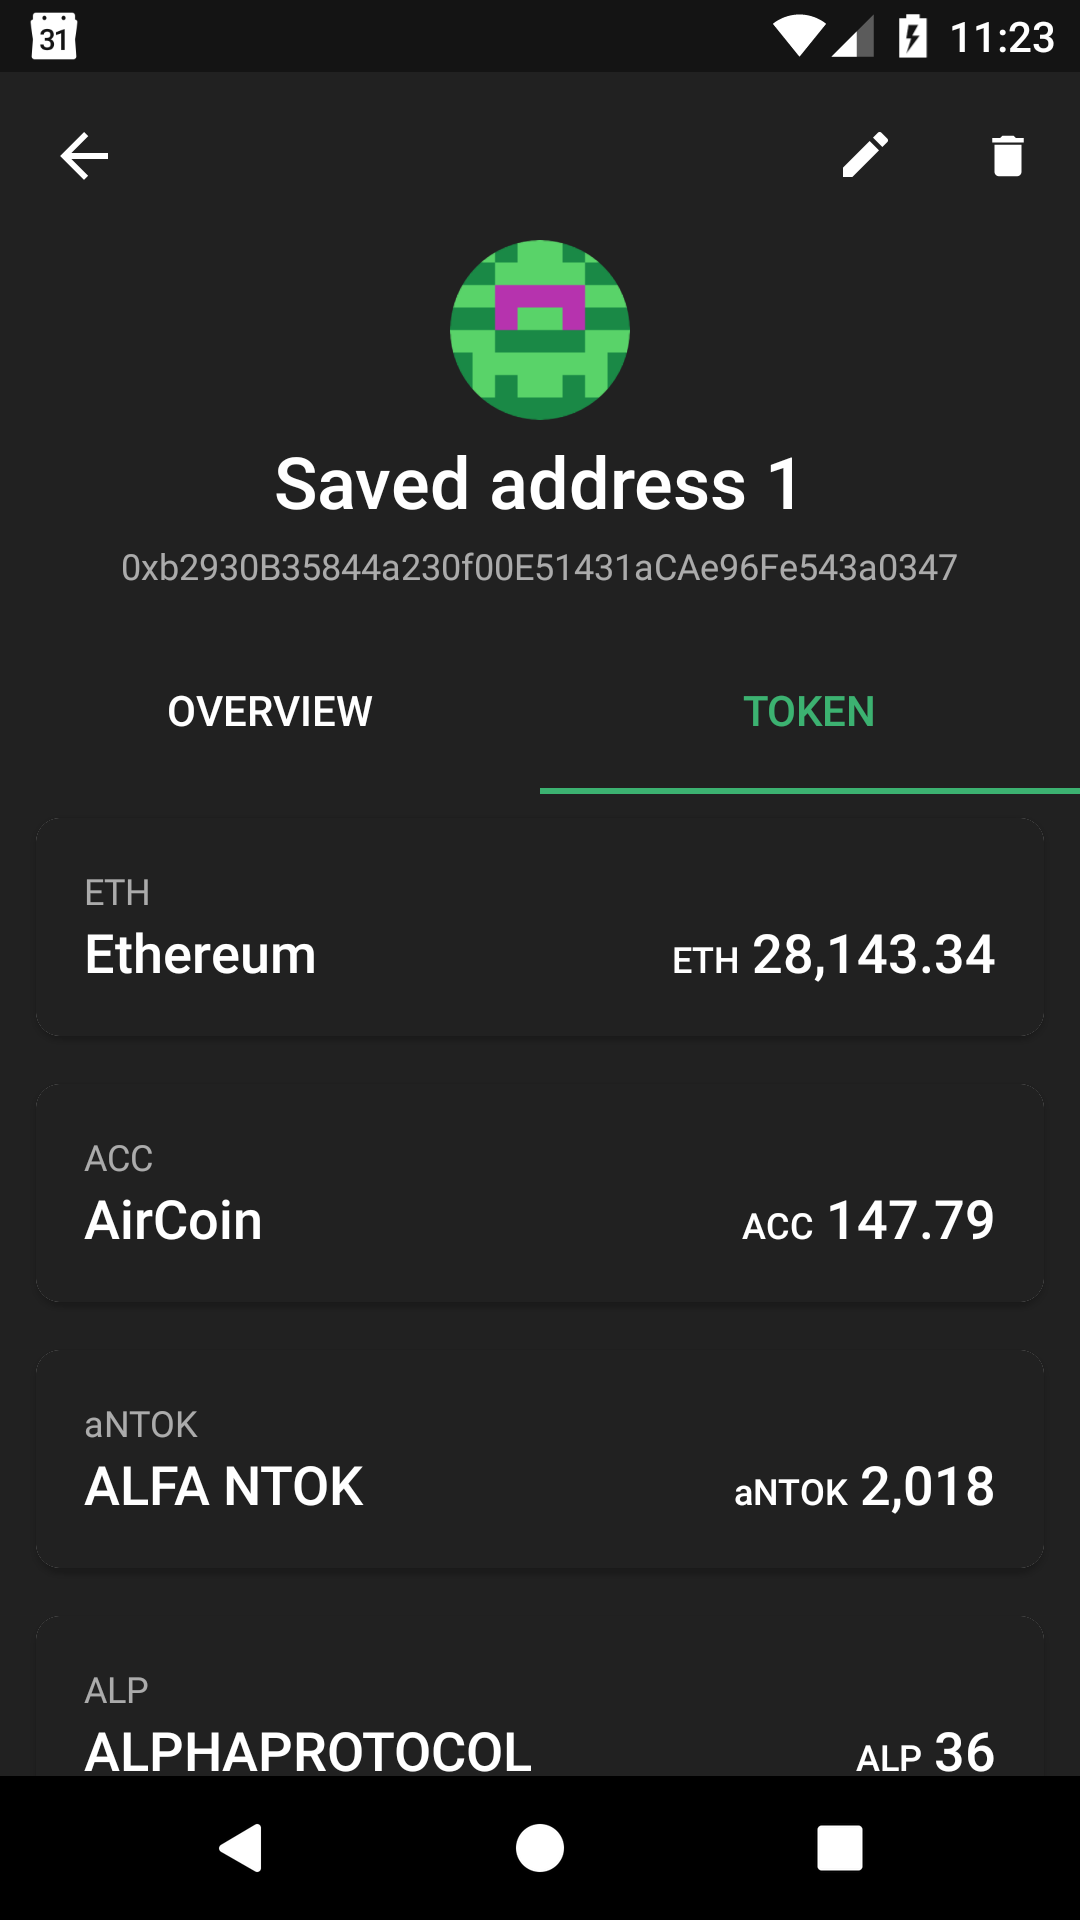 31
11:23
Saved address 1
0xb2930B35844a230f00E51431aCAe96Fe543a0347
OVERVIEW
TOKEN
ETH
Ethereum
ETH 28,143.34
ACC
AirCoin
ACC 147.79
aNTOK
ALFA NTOK
aNTOK 2,018
ALP
ALPHAPROTOCOL
ALP 36